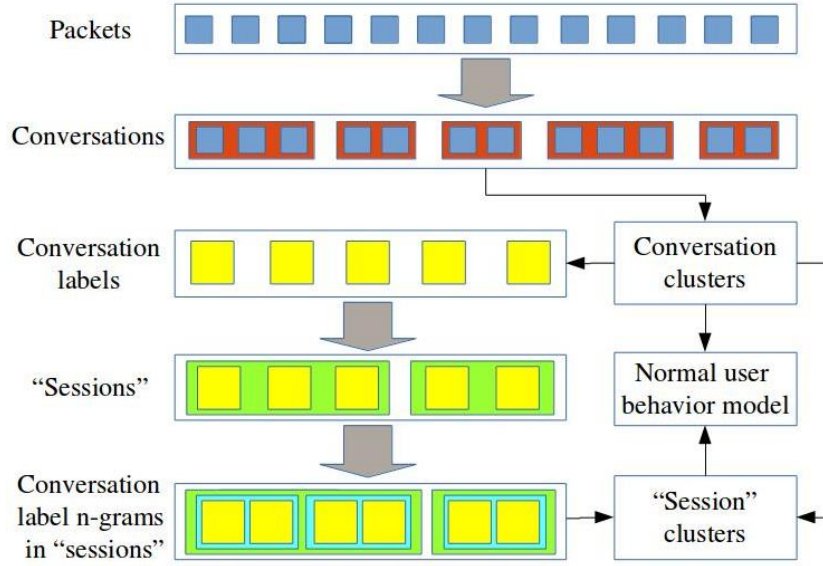 Packets
Conversations
Conversation
labels
Conversation
clusters
“Sessions”
Normal user
behavior model
Conversation
label n-grams
in “sessions”
“Session”
clusters